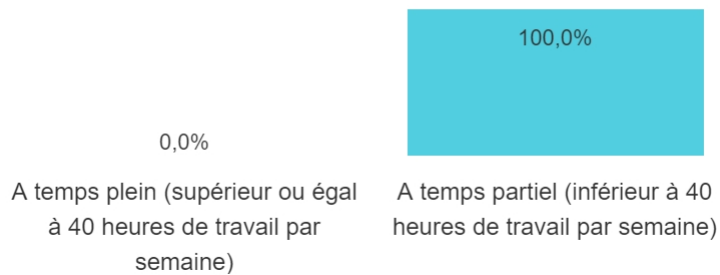 100,0%
0,0%
A temps plein (supérieur ou égal
à 40 heures de travail par
semaine)
A temps partiel (inférieur à 40
heures de travail par semaine)